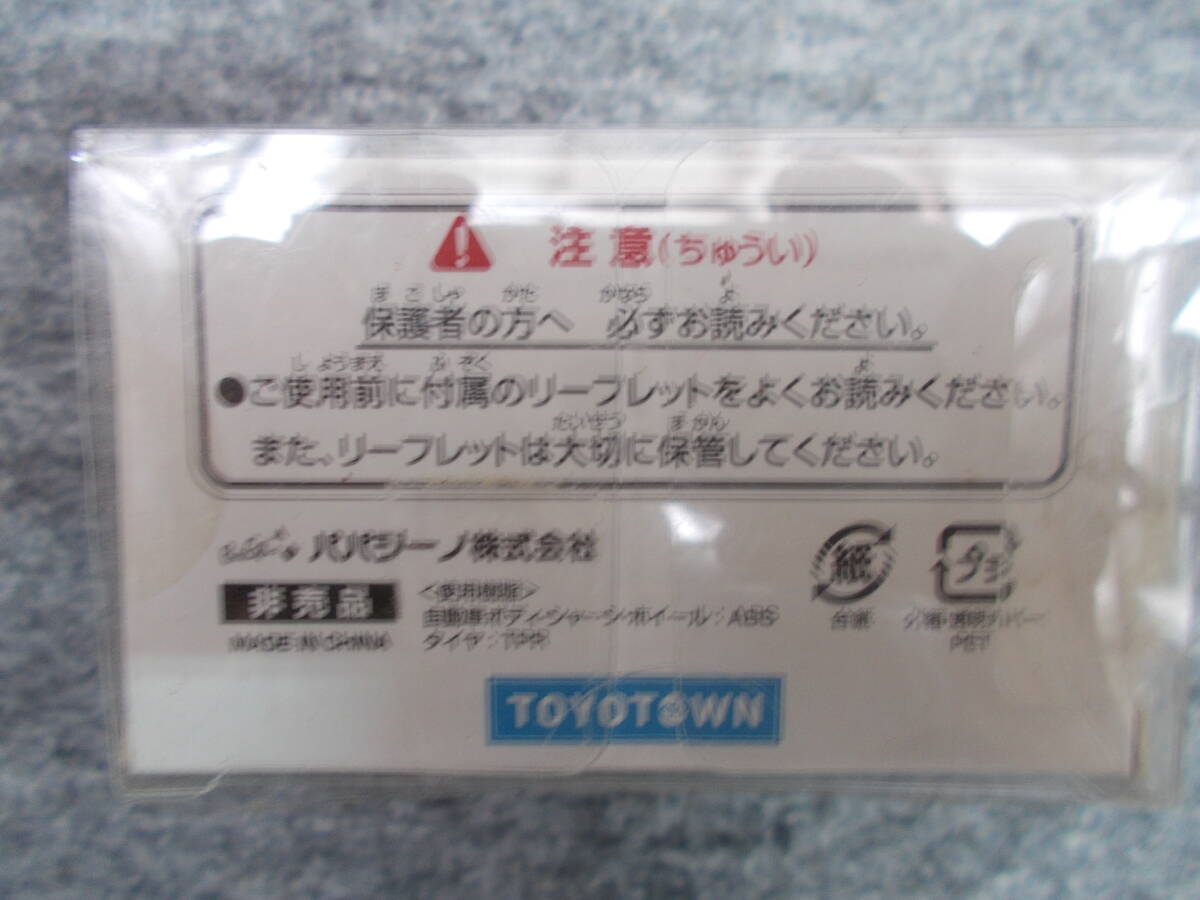 注意(ちゅうい)
保護者の方へ 必ずお読みください。
●ご使用前に付属のリーフレットをよくお読みください。
また、リーフレットは大切に保管してください。
パパジーノ株式会社
非売品
MADE IN CHINA
<使用樹脂>
自動車:ボディ・シャーシ・ホイール:ABS
タイヤ:TPR
紙
台紙
プラ
外箱・透明カバー:
PET
TOYOTOWN